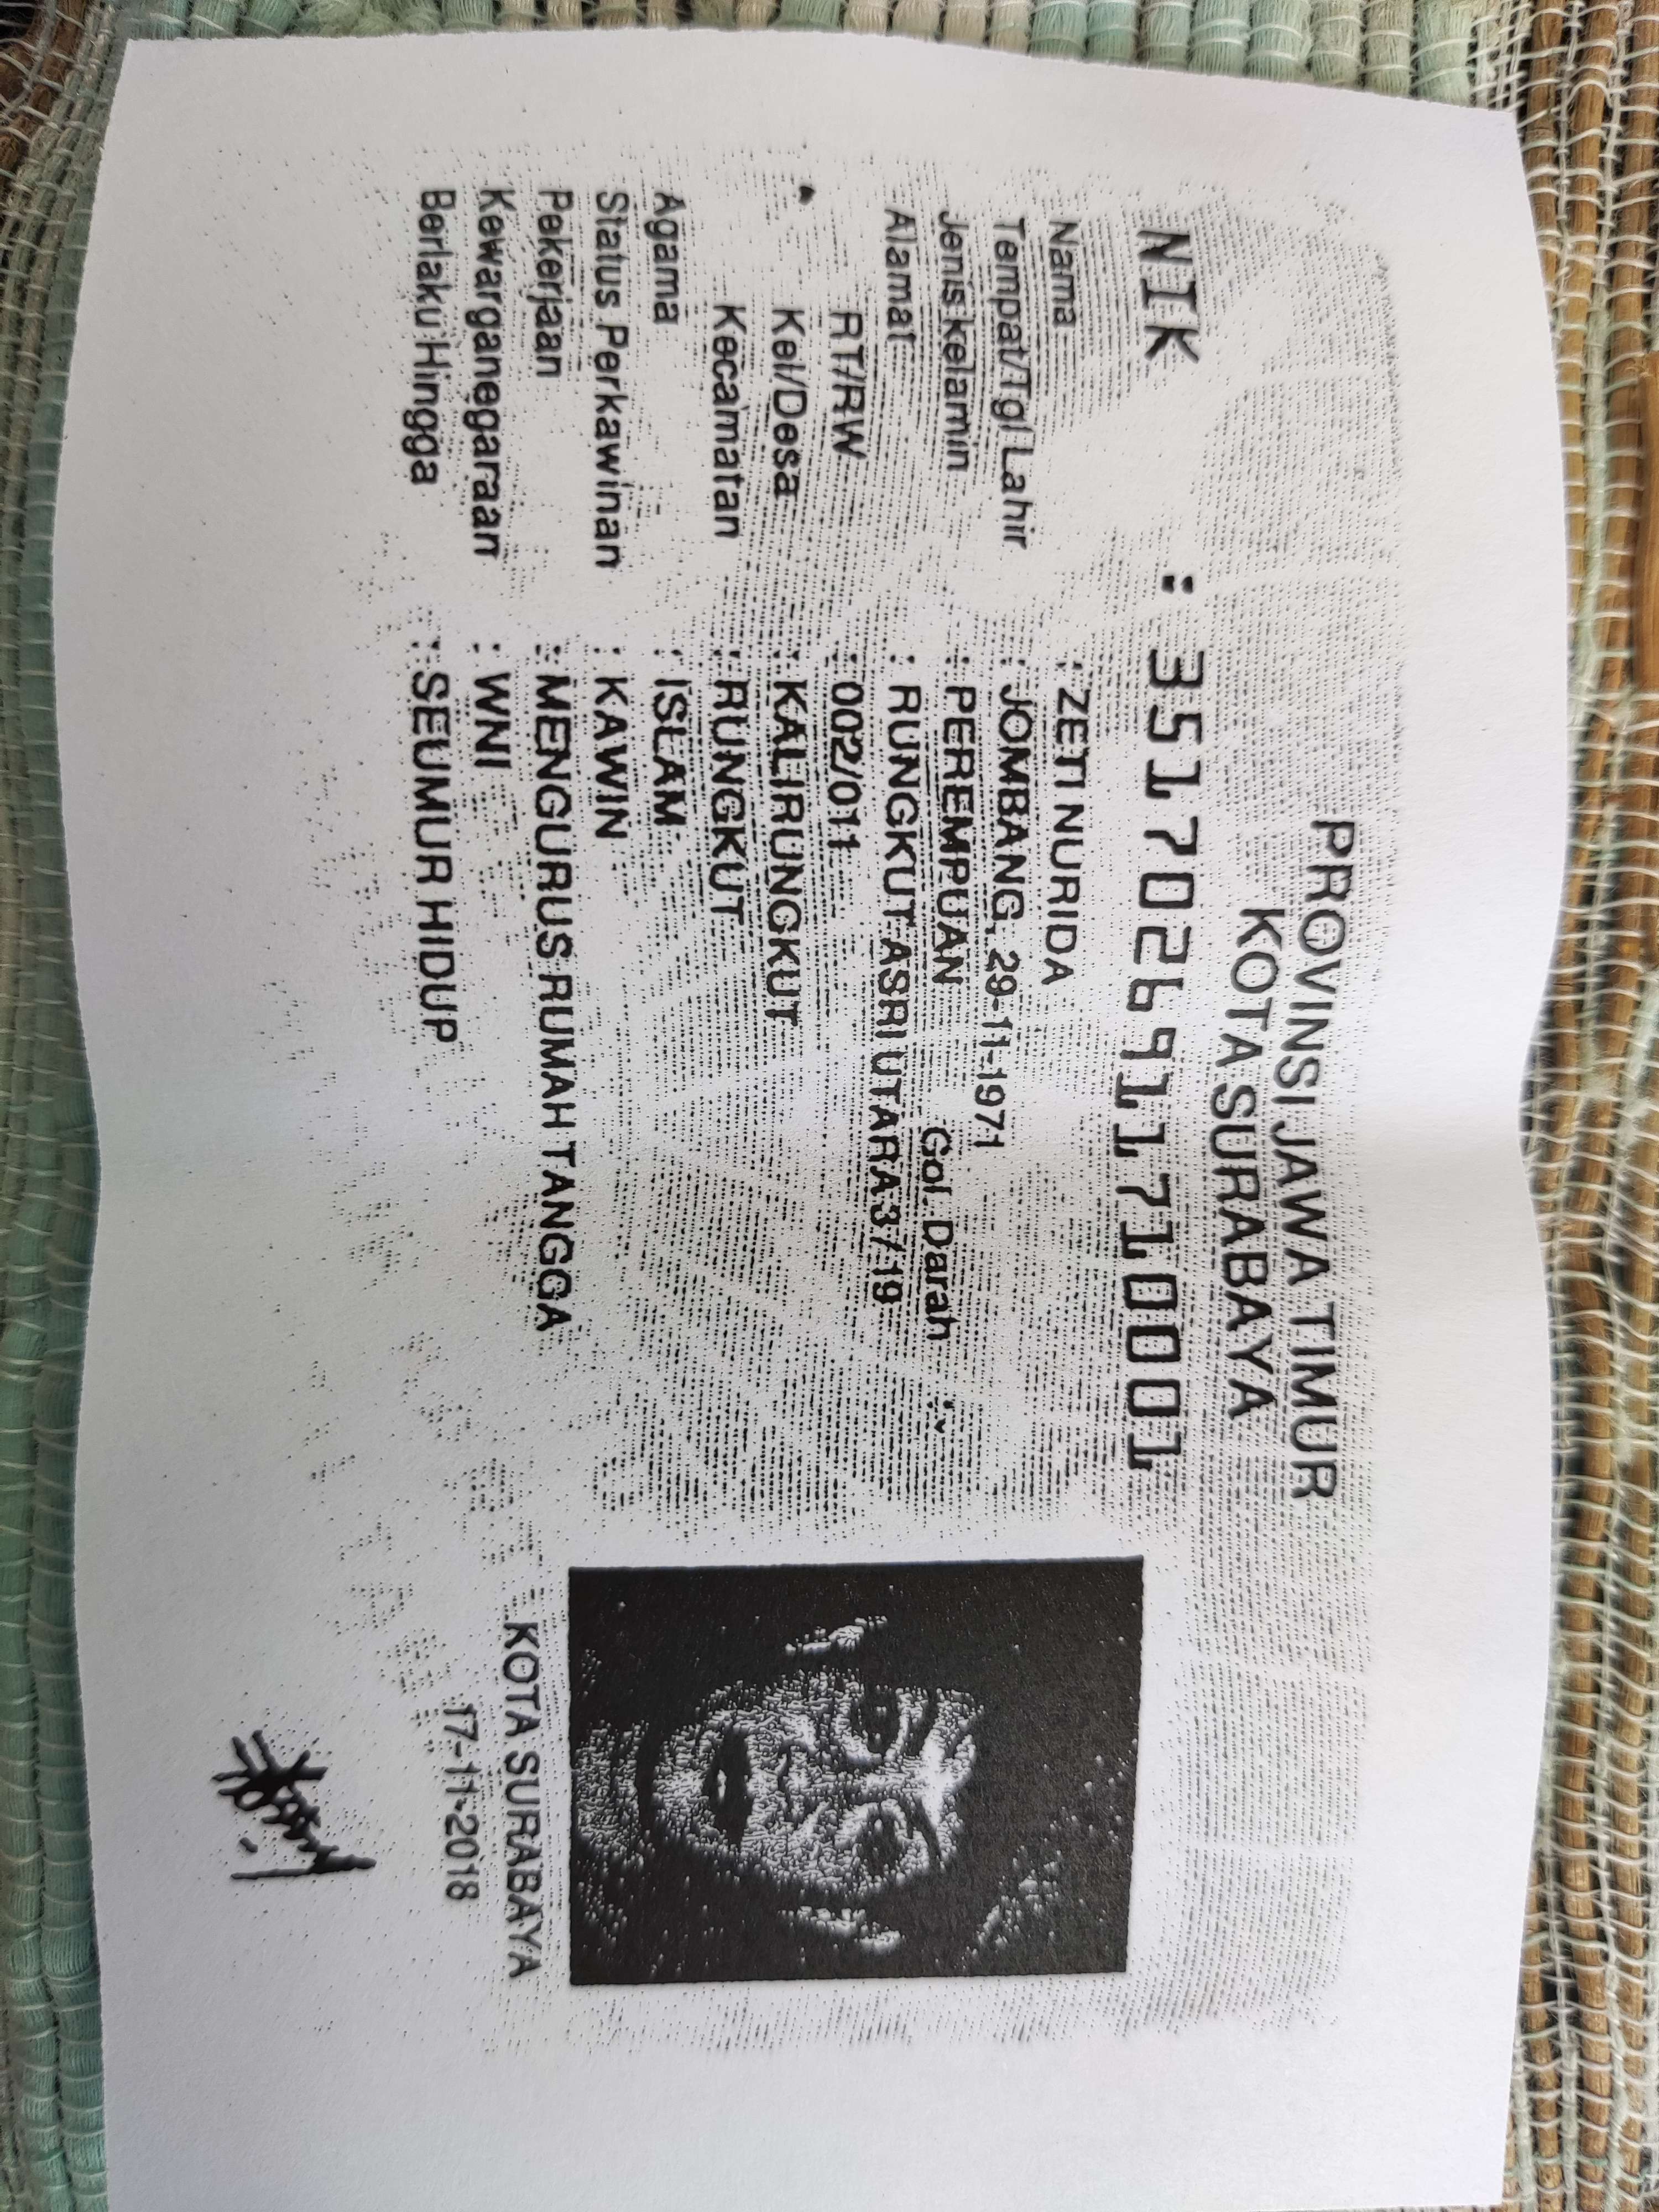 PROVINSI JAWA TIMUR
KOTA SURABAYA
NIK : 3517026911710001
Nama : ZETI NURIDA
Tempat/Tgl Lahir : JOMBANG, 29-11-1971
Jenis kelamin : PEREMPUAN Gol. Darah : -
Alamat : RUNGKUT ASRI UTARA 3 / 19
RT/RW : 002/011
Kel/Desa : KALIRUNGKUT
Kecamatan : RUNGKUT
Agama : ISLAM
Status Perkawinan : KAWIN
Pekerjaan : MENGURUS RUMAH TANGGA
Kewarganegaraan : WNI
Berlaku Hingga : SEUMUR HIDUP
KOTA SURABAYA
17-11-2018